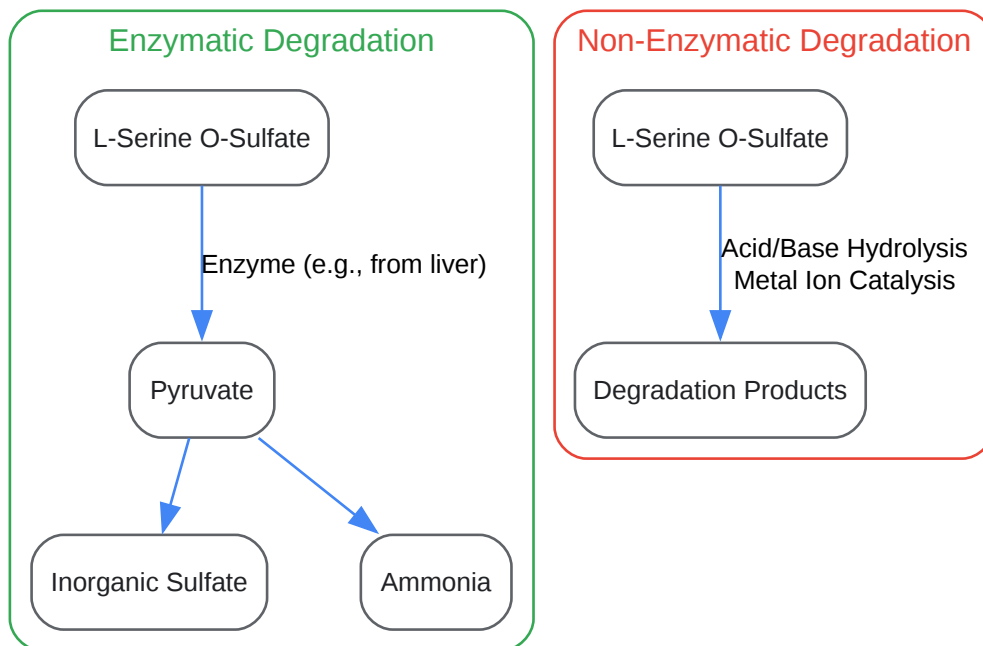 Enzymatic Degradation
L-Serine O-Sulfate
Enzyme (e.g., from liver)
Pyruvate
Inorganic Sulfate
Ammonia
Non-Enzymatic Degradation
L-Serine O-Sulfate
Acid/Base Hydrolysis
Metal Ion Catalysis
Degradation Products